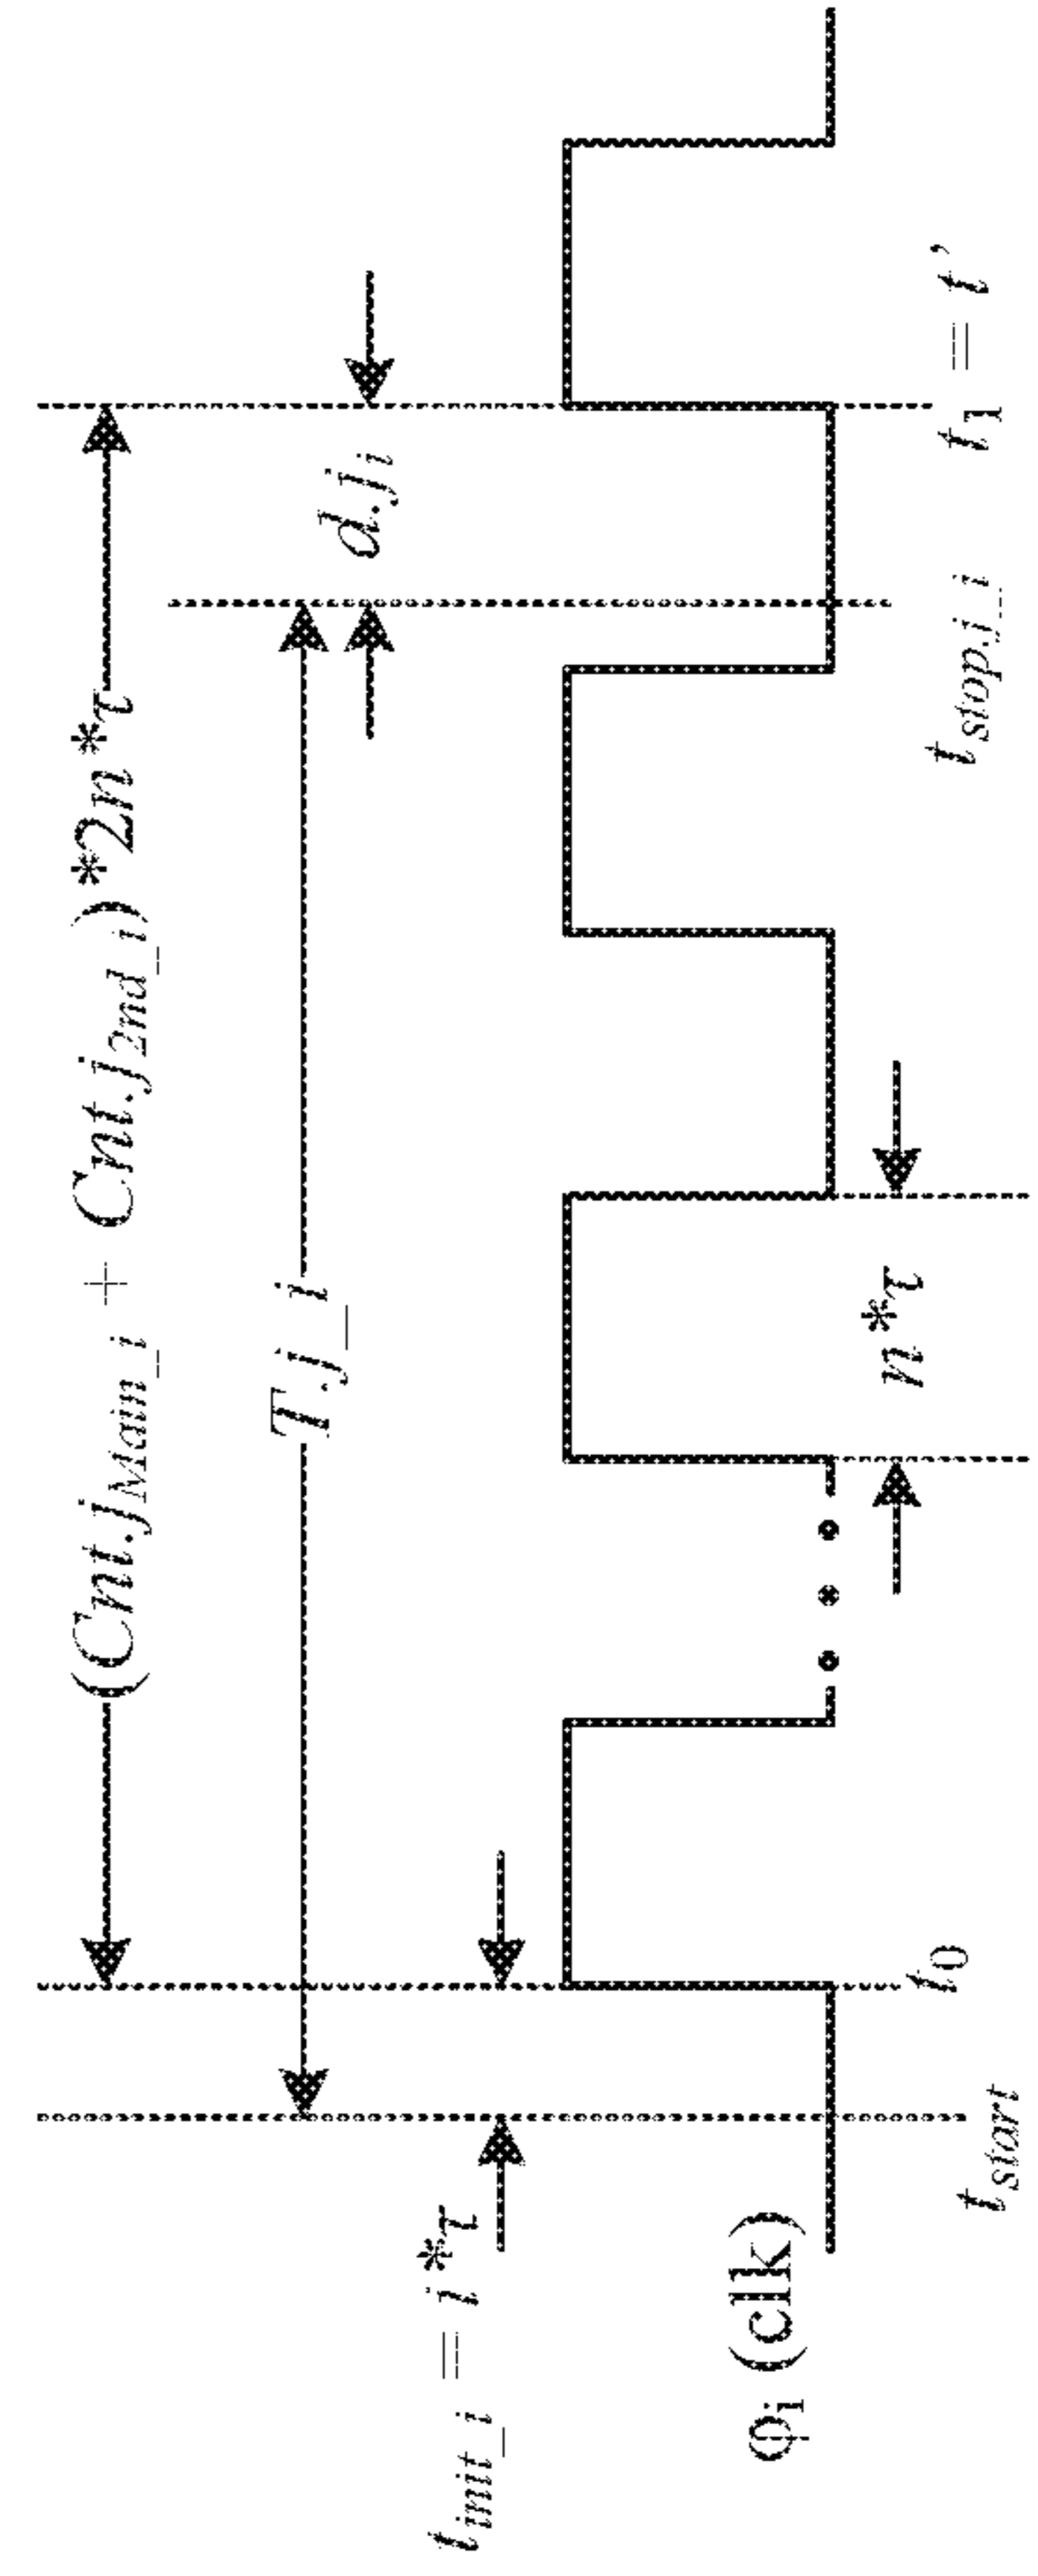 (Cnt.j_Main_i + Cnt.j_2nd_i)*2n*τ
T.j_i
d.j_i
t_init_i = i*τ
φ_i (clk)
n*τ
t_start
t_0
t_stop.j_i
t_1 = t’